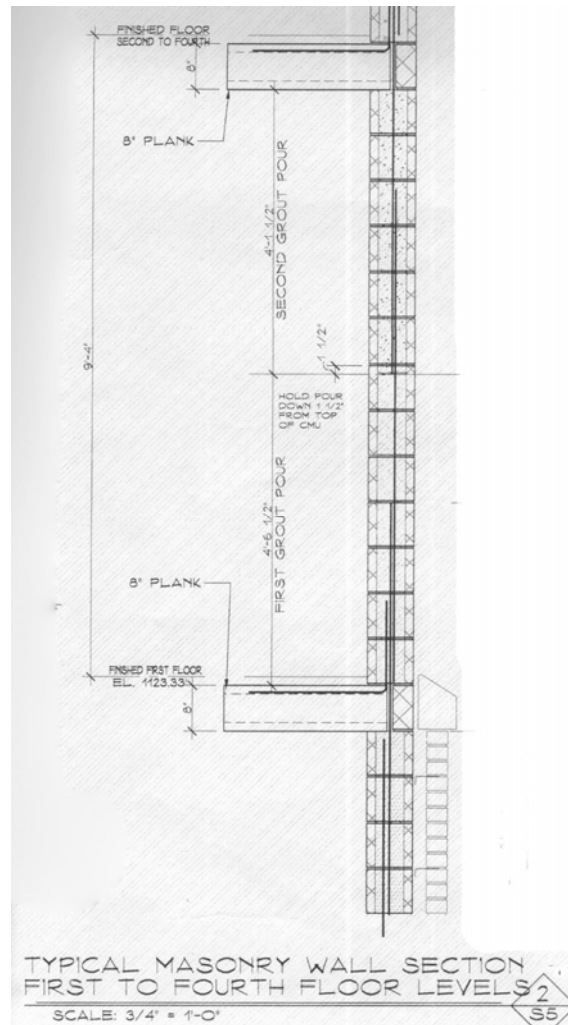 FINISHED FLOOR
SECOND TO FOURTH
8"
8" PLANK
4'-1 1/2"
SECOND GROUT POUR
9'-4"
1 1/2"
HOLD POUR
DOWN 1 1/2"
FROM TOP
OF CMU
4'-6 1/2"
FIRST GROUT POUR
8" PLANK
FINISHED FIRST FLOOR
EL. 1123.33
8"
TYPICAL MASONRY WALL SECTION
FIRST TO FOURTH FLOOR LEVELS
2
S5
SCALE: 3/4" = 1'-0"